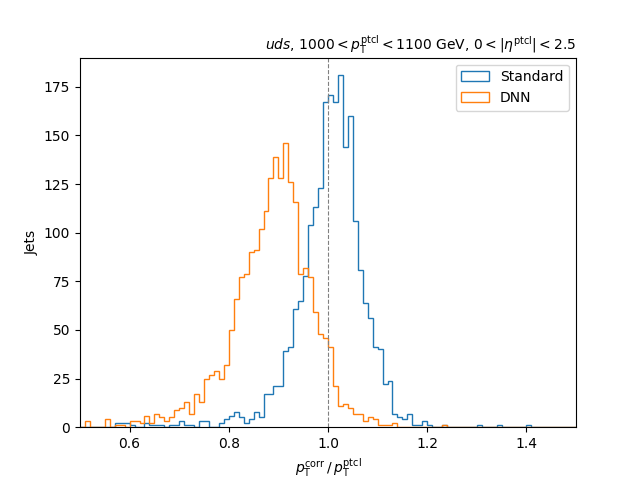 uds, 1000 < p_T^ptcl < 1100 GeV, 0 < |η^ptcl| < 2.5
Standard
DNN
175
150
125
100
75
50
25
0
Jets
0.6 0.8 1.0 1.2 1.4
p_T^corr / p_T^ptcl